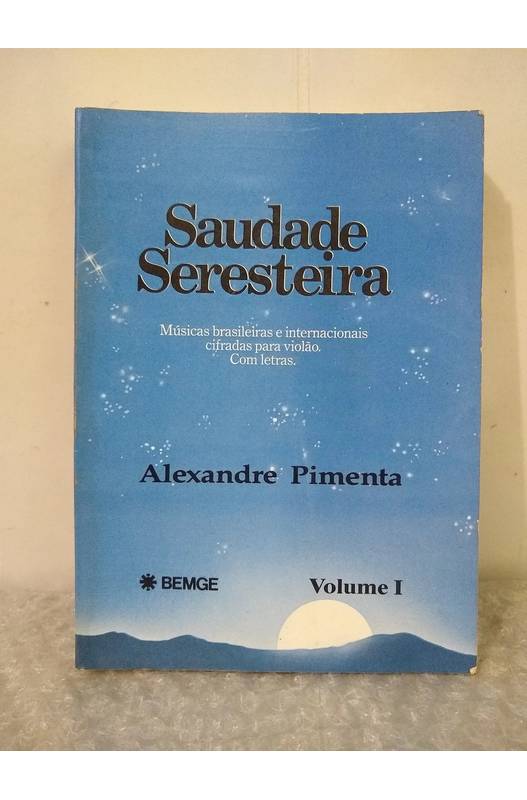 Saudade
Seresteira
Músicas brasileiras e internacionais
cifradas para violão.
Com letras.
Alexandre Pimenta
BEMGE
Volume I